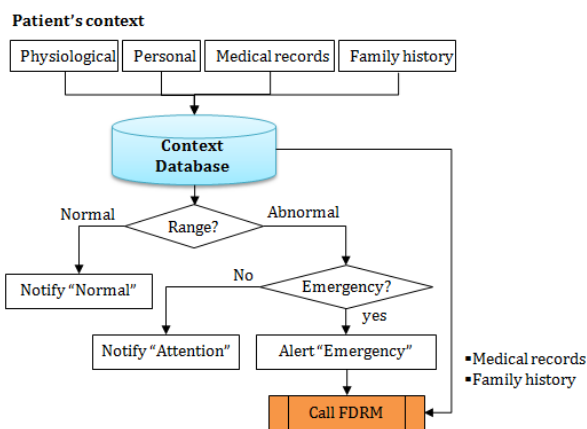 Patient's context
Physiological
Personal
Medical records
Family history
Context
Database
Normal
Range?
Abnormal
Notify “Normal”
No
Emergency?
yes
Notify “Attention”
Alert “Emergency”
▪Medical records
▪Family history
Call FDRM